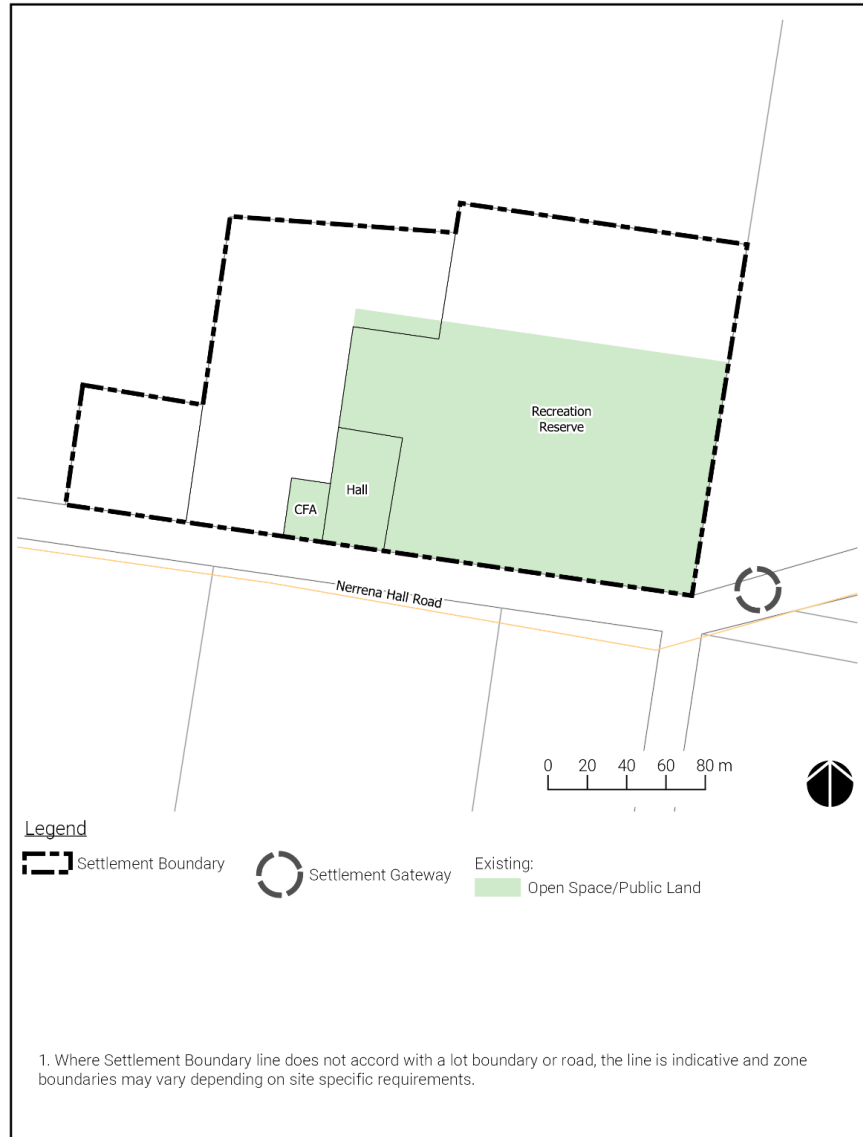 Recreation
Reserve
Hall
CFA
Nerrena Hall Road
0 20 40 60 80 m
Legend
Settlement Boundary
Settlement Gateway
Existing:
Open Space/Public Land
1. Where Settlement Boundary line does not accord with a lot boundary or road, the line is indicative and zone
boundaries may vary depending on site specific requirements.